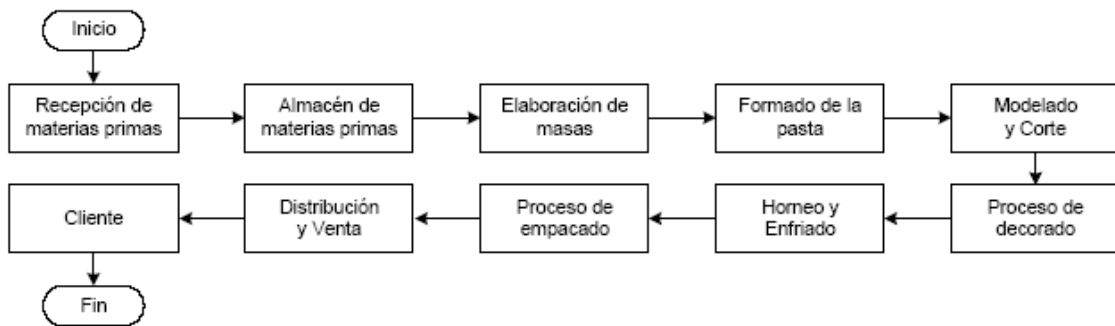 Inicio
Recepción de
materias primas
Almacén de
materias primas
Elaboración de
masas
Formado de la
pasta
Modelado
y Corte
Proceso de
decorado
Horneo y
Enfriado
Proceso de
empacado
Distribución
y Venta
Cliente
Fin